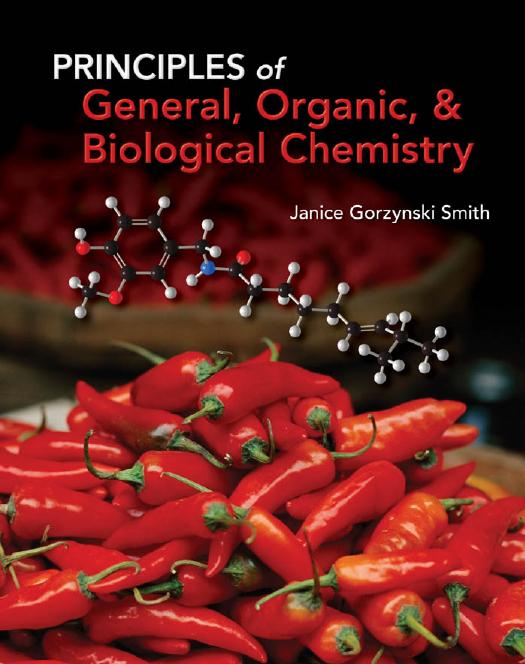 PRINCIPLES of
General, Organic, &
Biological Chemistry
Janice Gorzynski Smith